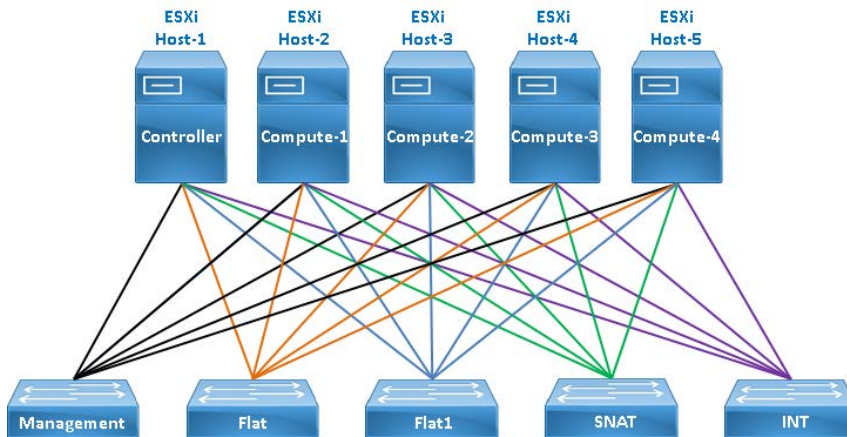 ESXi ESXi ESXi ESXi ESXi
Host-1 Host-2 Host-3 Host-4 Host-5
Controller Compute-1 Compute-2 Compute-3 Compute-4
Management Flat Flat1 SNAT INT